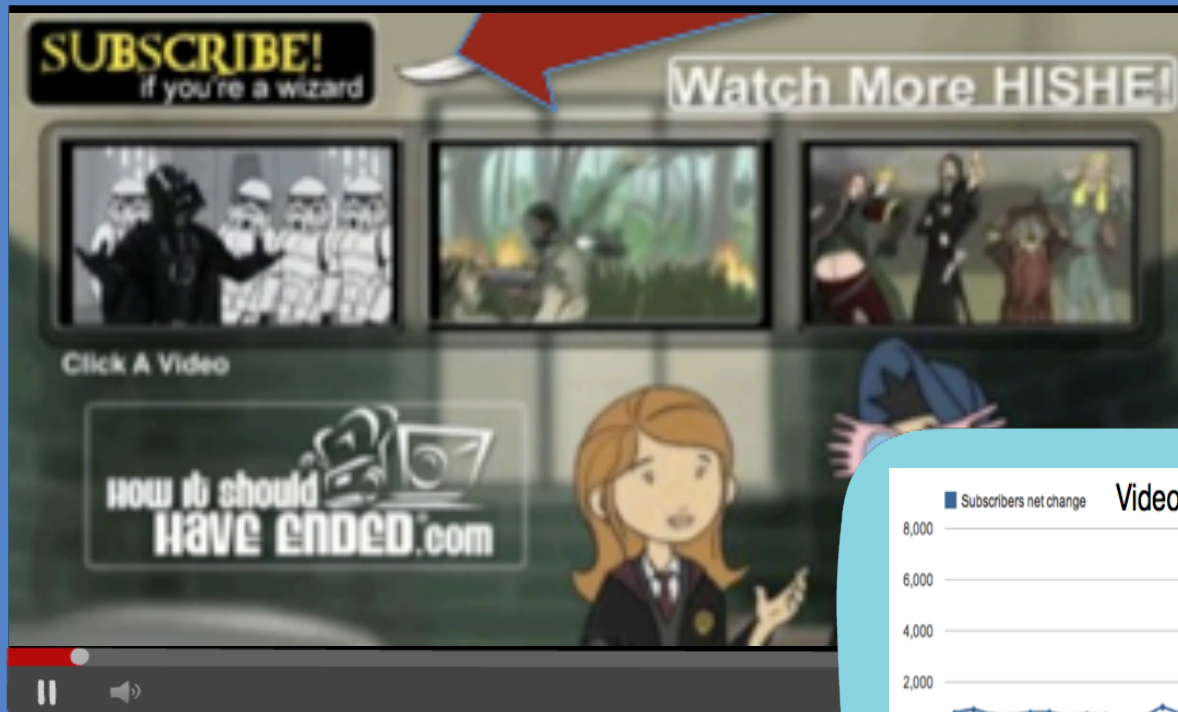 SUBSCRIBE!
if you're a wizard
Watch More HISHE!
Click A Video
HOW it should
HAVE ENDED.com
Subscribers net change
Video
8,000
6,000
4,000
2,000